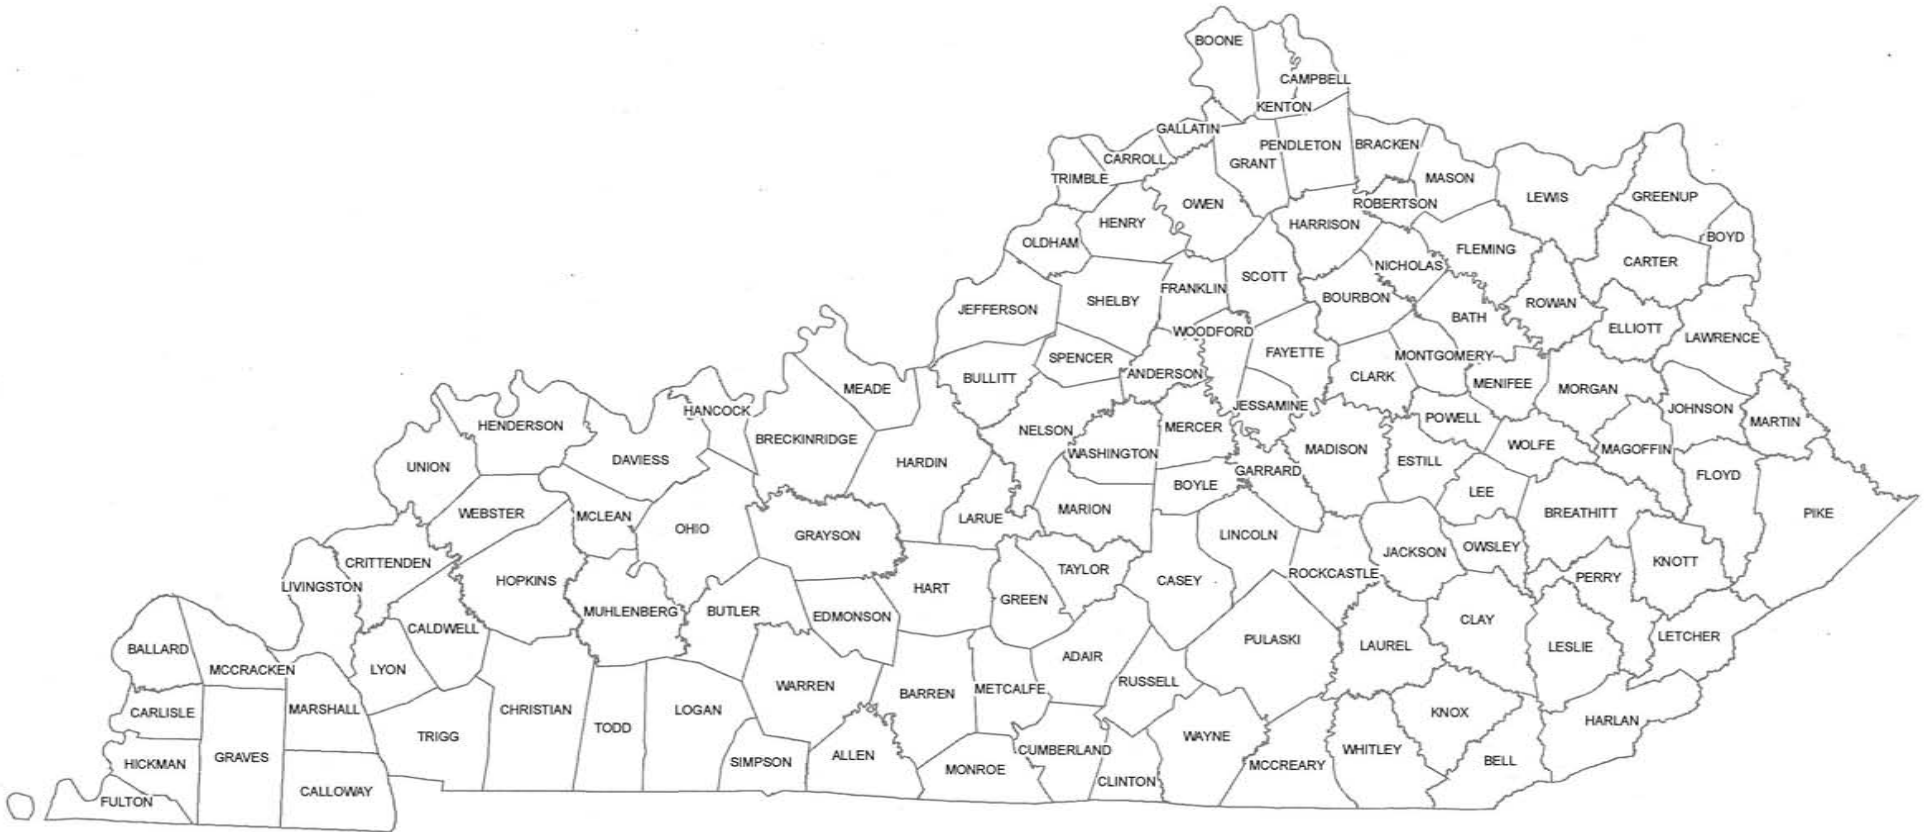 BOONE
CAMPBELL
KENTON
GALLATIN
CARROLL
GRANT
PENDLETON
BRACKEN
TRIMBLE
MASON
OWEN
ROBERTSON
LEWIS
GREENUP
HENRY
HARRISON
OLDHAM
FLEMING
BOYD
NICHOLAS
CARTER
SHELBY
FRANKLIN
SCOTT
BOURBON
ROWAN
JEFFERSON
BATH
WOODFORD
ELLIOTT
LAWRENCE
SPENCER
FAYETTE
MONTGOMERY
BULLITT
ANDERSON
CLARK
MENIFEE
MORGAN
MEADE
JESSAMINE
JOHNSON
HANCOCK
POWELL
MARTIN
HENDERSON
BRECKINRIDGE
NELSON
MERCER
WASHINGTON
MADISON
WOLFE
MAGOFFIN
UNION
DAVIESS
HARDIN
GARRARD
ESTILL
FLOYD
BOYLE
LEE
WEBSTER
MCLEAN
OHIO
LARUE
MARION
BREATHITT
PIKE
GRAYSON
LINCOLN
JACKSON
OWSLEY
CRITTENDEN
KNOTT
LIVINGSTON
HOPKINS
HART
TAYLOR
CASEY
ROCKCASTLE
PERRY
MUHLENBERG
BUTLER
EDMONSON
GREEN
CALDWELL
CLAY
BALLARD
PULASKI
LAUREL
LESLIE
LETCHER
MCCRACKEN
LYON
ADAIR
WARREN
BARREN
METCALFE
RUSSELL
CARLISLE
MARSHALL
CHRISTIAN
LOGAN
KNOX
HARLAN
TRIGG
TODD
WAYNE
HICKMAN
GRAVES
SIMPSON
ALLEN
MONROE
CUMBERLAND
WHITLEY
BELL
MCCREARY
FULTON
CALLOWAY
CLINTON